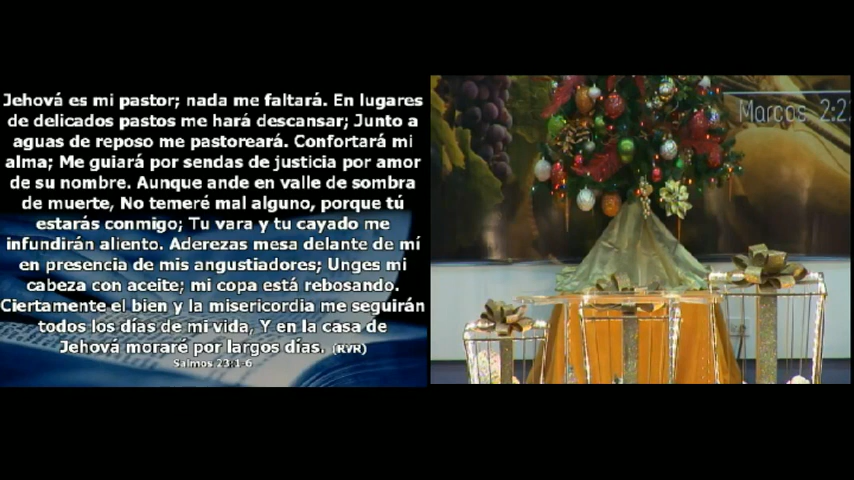 Jehová es mi pastor; nada me faltará. En lugares
de delicados pastos me hará descansar; Junto a
aguas de reposo me pastoreará. Confortará mi
alma; Me guiará por sendas de justicia por amor
de su nombre. Aunque ande en valle de sombra
de muerte, No temeré mal alguno, porque tú
estarás conmigo; Tu vara y tu cayado me
infundirán aliento. Aderezas mesa delante de mí
en presencia de mis angustiadores; Unges mi
cabeza con aceite; mi copa está rebosando.
Ciertamente el bien y la misericordia me seguirán
todos los días de mi vida, Y en la casa de
Jehová moraré por largos días. (RVR)
Salmos 23:1-6
Marcos 2:2